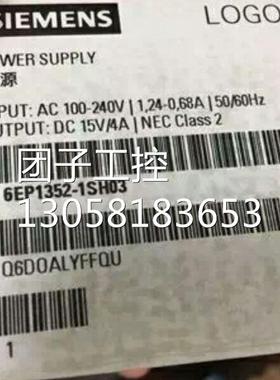 SIEMENS LOGO
POWER SUPPLY
源
PUT: AC 100-240V | 1,24-0,68A | 50/60Hz
UTPUT: DC 15V/4A | NEC Class 2
团子工控
6EP1352-1SH03
13058183653
Q6DOALYFFQU
1